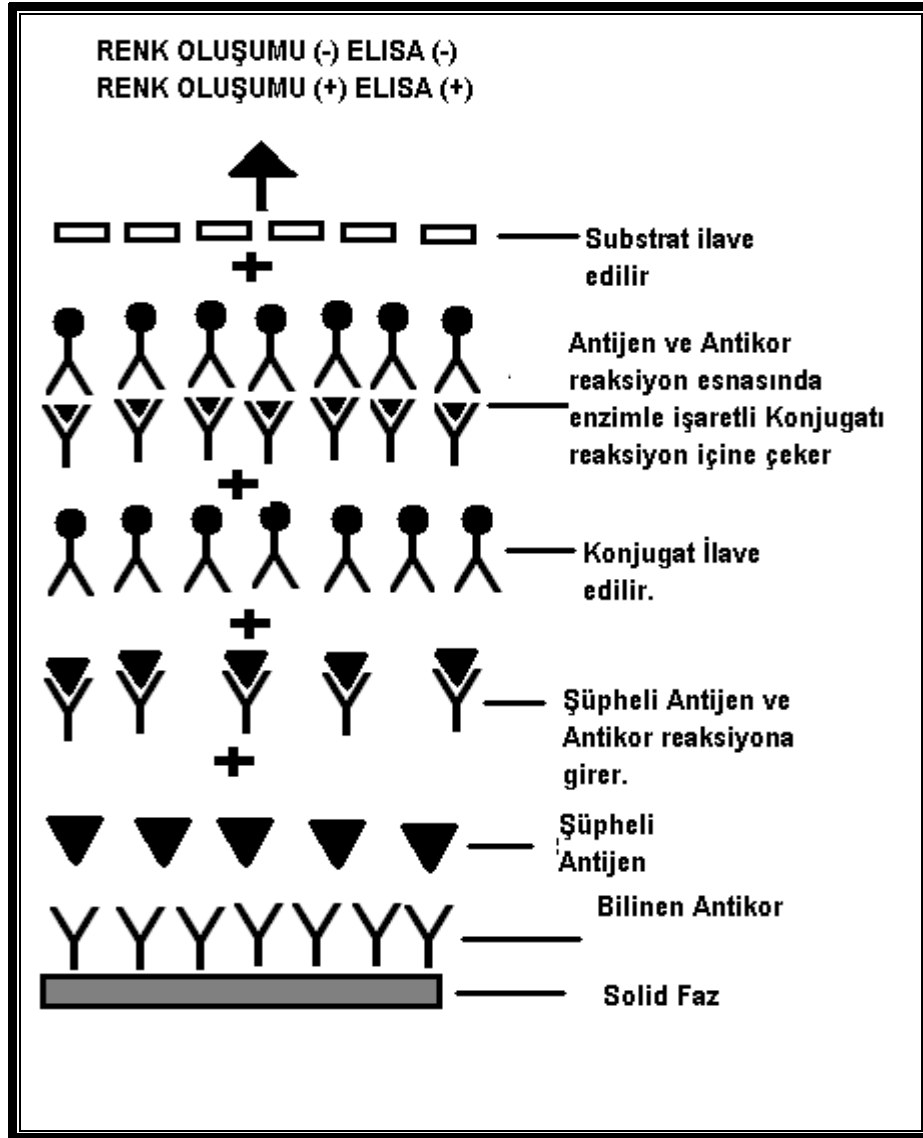 RENK OLUŞUMU (-) ELISA (-)
RENK OLUŞUMU (+) ELISA (+)
Substrat ilave
edilir
Antijen ve Antikor
reaksiyon esnasında
enzimle işaretli Konjugatı
reaksiyon içine çeker
Konjugat İlave
edilir.
Şüpheli Antijen ve
Antikor reaksiyona
girer.
Şüpheli
Antijen
Bilinen Antikor
Solid Faz